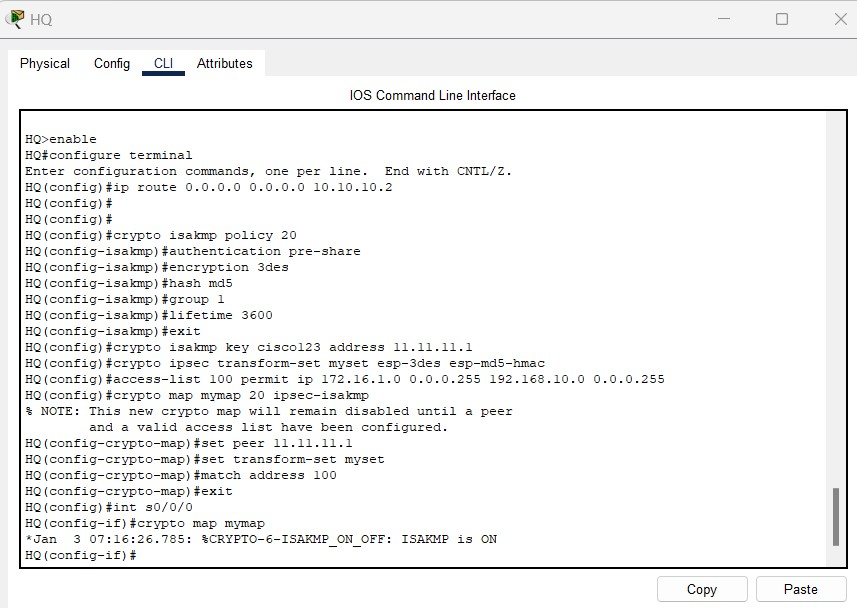 HQ
Physical Config CLI Attributes
IOS Command Line Interface
HQ>enable
HQ#configure terminal
Enter configuration commands, one per line.  End with CNTL/Z.
HQ(config)#ip route 0.0.0.0 0.0.0.0 10.10.10.2
HQ(config)#
HQ(config)#
HQ(config)#crypto isakmp policy 20
HQ(config-isakmp)#authentication pre-share
HQ(config-isakmp)#encryption 3des
HQ(config-isakmp)#hash md5
HQ(config-isakmp)#group 1
HQ(config-isakmp)#lifetime 3600
HQ(config-isakmp)#exit
HQ(config)#crypto isakmp key cisco123 address 11.11.11.1
HQ(config)#crypto ipsec transform-set myset esp-3des esp-md5-hmac
HQ(config)#access-list 100 permit ip 172.16.1.0 0.0.0.255 192.168.10.0 0.0.0.255
HQ(config)#crypto map mymap 20 ipsec-isakmp
% NOTE: This new crypto map will remain disabled until a peer
        and a valid access list have been configured.
HQ(config-crypto-map)#set peer 11.11.11.1
HQ(config-crypto-map)#set transform-set myset
HQ(config-crypto-map)#match address 100
HQ(config-crypto-map)#exit
HQ(config)#int s0/0/0
HQ(config-if)#crypto map mymap
*Jan  3 07:16:26.785: %CRYPTO-6-ISAKMP_ON_OFF: ISAKMP is ON
HQ(config-if)#
Copy Paste